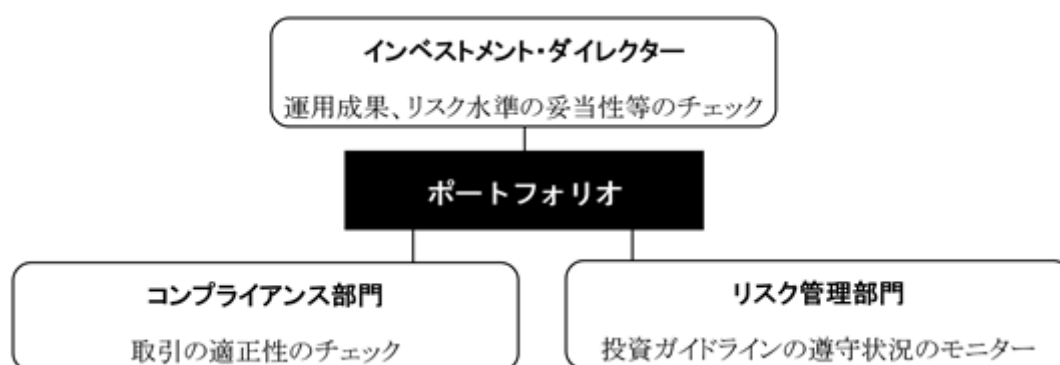 インベストメント・ダイレクター
運用成果、リスク水準の妥当性等のチェック
ポートフォリオ
コンプライアンス部門
取引の適正性のチェック
リスク管理部門
投資ガイドラインの遵守状況のモニター